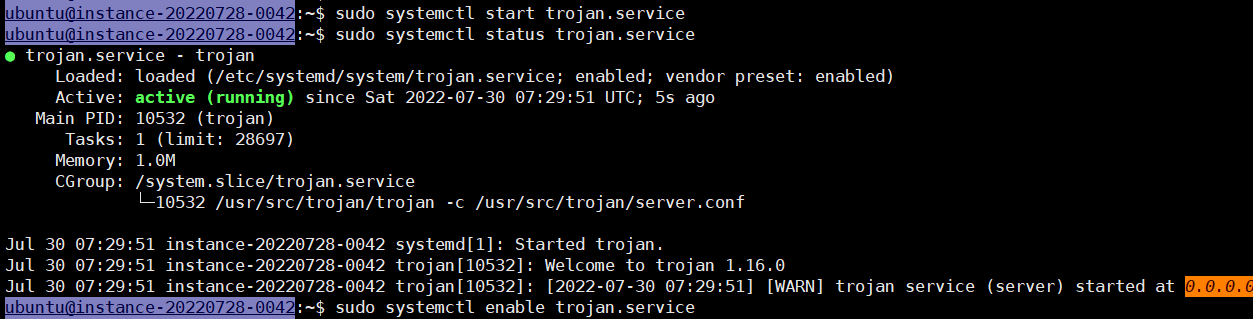 ubuntu@instance-20220728-0042:~$ sudo systemctl start trojan.service
ubuntu@instance-20220728-0042:~$ sudo systemctl status trojan.service
● trojan.service - trojan
     Loaded: loaded (/etc/systemd/system/trojan.service; enabled; vendor preset: enabled)
     Active: active (running) since Sat 2022-07-30 07:29:51 UTC; 5s ago
   Main PID: 10532 (trojan)
      Tasks: 1 (limit: 28697)
     Memory: 1.0M
     CGroup: /system.slice/trojan.service
             └─10532 /usr/src/trojan/trojan -c /usr/src/trojan/server.conf
Jul 30 07:29:51 instance-20220728-0042 systemd[1]: Started trojan.
Jul 30 07:29:51 instance-20220728-0042 trojan[10532]: Welcome to trojan 1.16.0
Jul 30 07:29:51 instance-20220728-0042 trojan[10532]: [2022-07-30 07:29:51] [WARN] trojan service (server) started at 0.0.0.0
ubuntu@instance-20220728-0042:~$ sudo systemctl enable trojan.service